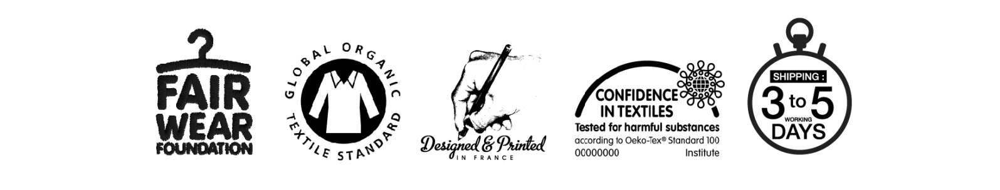 FAIR
WEAR
FOUNDATION
GLOBAL ORGANIC
TEXTILE STANDARD
Designed & Printed
IN FRANCE
CONFIDENCE
IN TEXTILES
Tested for harmful substances
according to Oeko-Tex® Standard 100
00000000 Institute
SHIPPING :
3 to 5
WORKING
DAYS